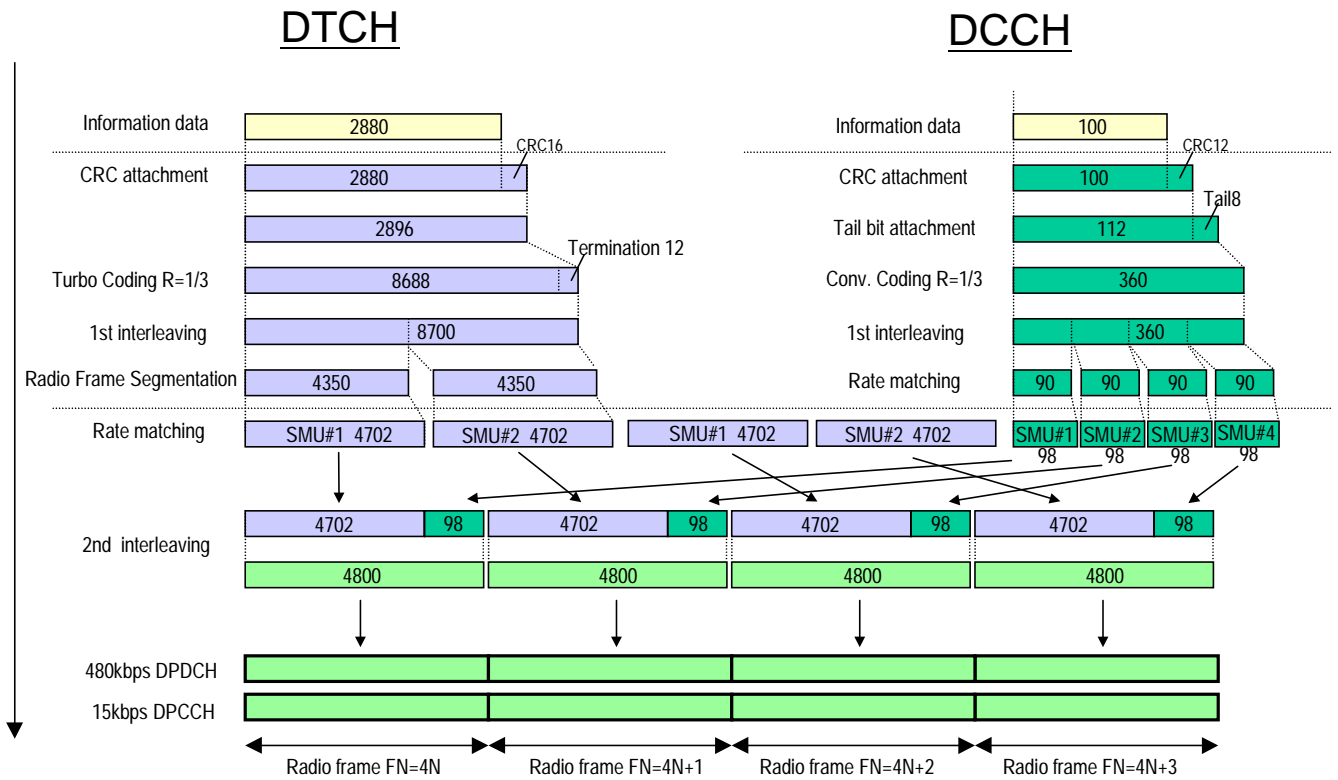 DTCH DCCH
Information data 2880 Information data 100
CRC16 CRC12
CRC attachment 2880 CRC attachment 100
Tail8
2896 Tail bit attachment 112
Termination 12
Turbo Coding R=1/3 8688 Conv. Coding R=1/3 360
1st interleaving 8700 1st interleaving 360
Radio Frame Segmentation 4350 4350 Rate matching 90 90 90 90
Rate matching SMU#1 4702 SMU#2 4702 SMU#1 4702 SMU#2 4702 SMU#1 SMU#2 SMU#3 SMU#4
98 98 98 98
4702 98 4702 98 4702 98 4702 98
2nd interleaving
4800 4800 4800 4800
480kbps DPDCH
15kbps DPCCH
Radio frame FN=4N Radio frame FN=4N+1 Radio frame FN=4N+2 Radio frame FN=4N+3